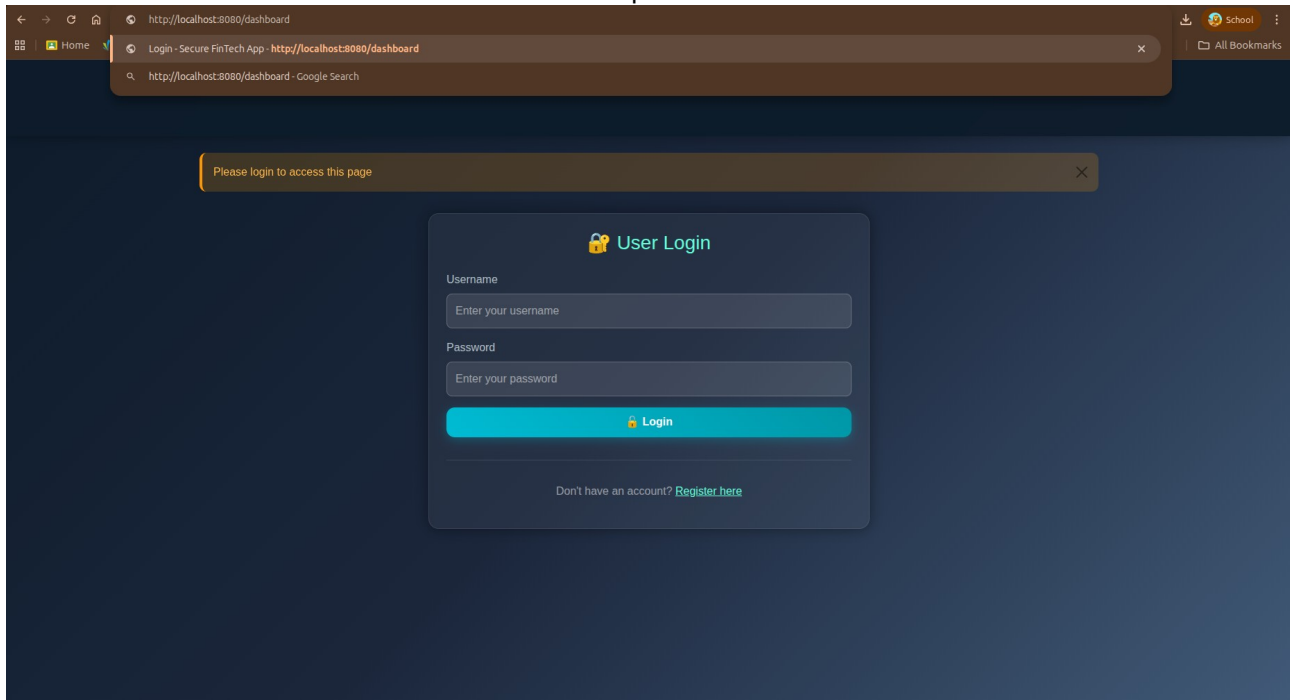 http://localhost:8080/dashboard
School
Home
Login - Secure FinTech App - http://localhost:8080/dashboard
All Bookmarks
http://localhost:8080/dashboard - Google Search
Please login to access this page
User Login
Username
Enter your username
Password
Enter your password
Login
Don't have an account? Register here